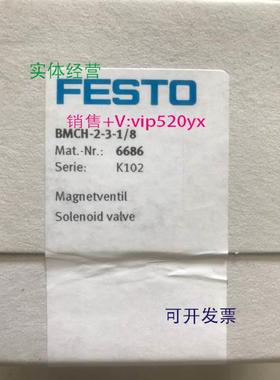 实体经营
FESTO
销售+V:vip520yx
BMCH-2-3-1/8
Mat.-Nr.: 6686
Serie: K102
Magnetventil
Solenoid valve
可开发票